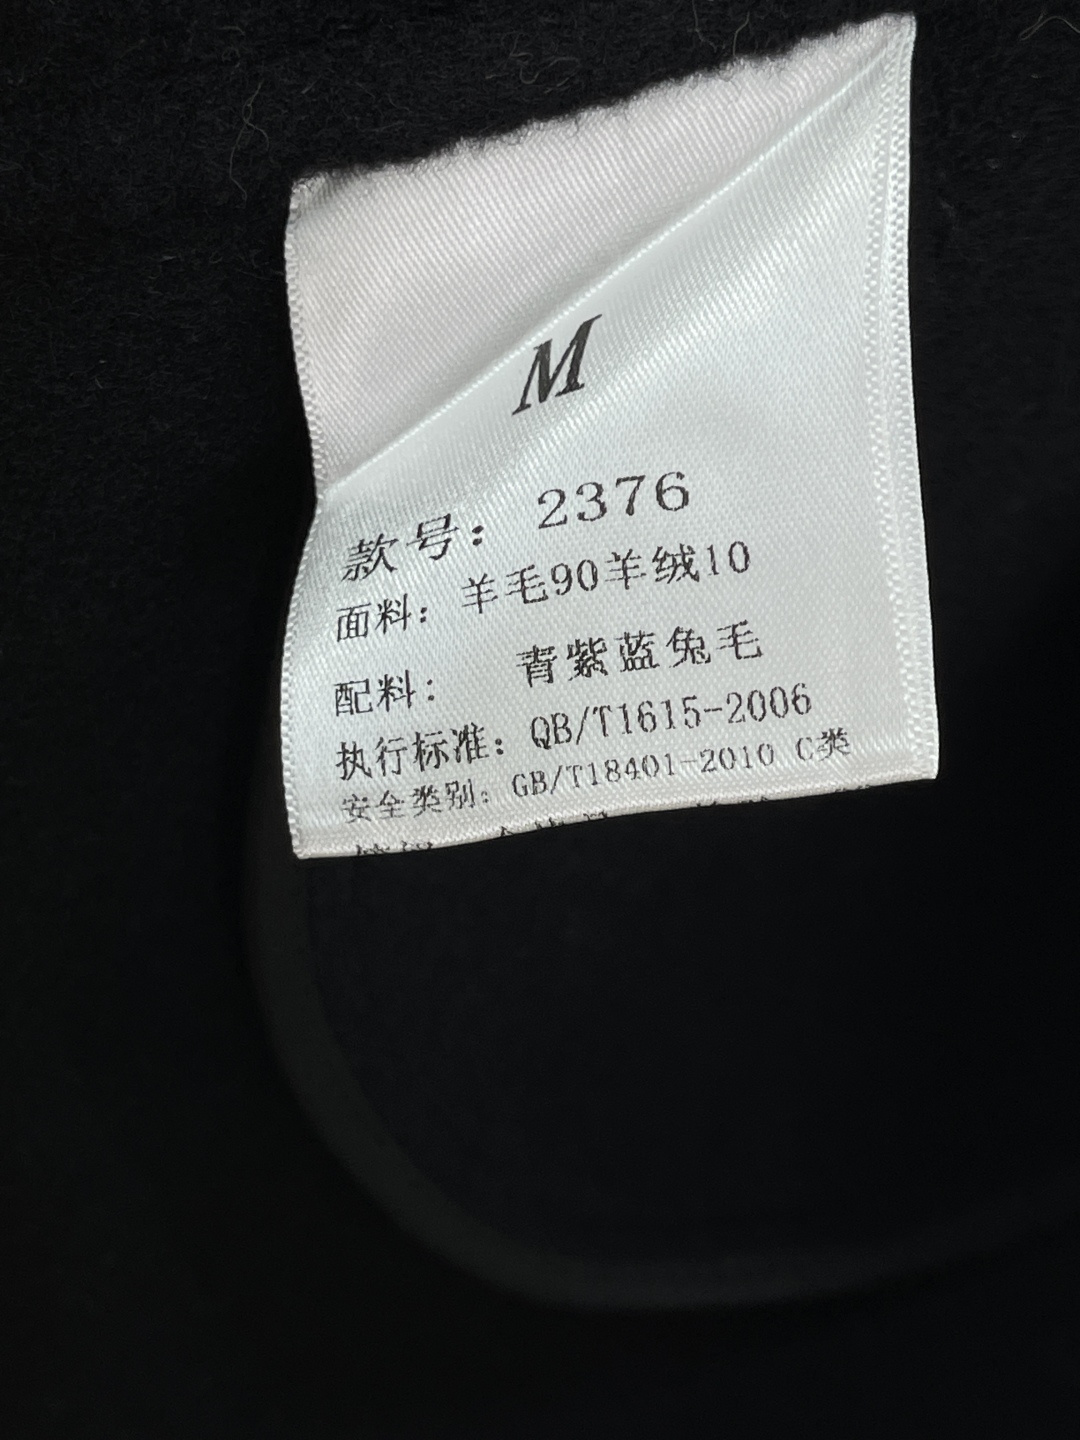 M
款号：2376
面料：羊毛90羊绒10
配料：青紫蓝兔毛
执行标准：QB/T1615-2006
安全类别：GB/T18401-2010 C类